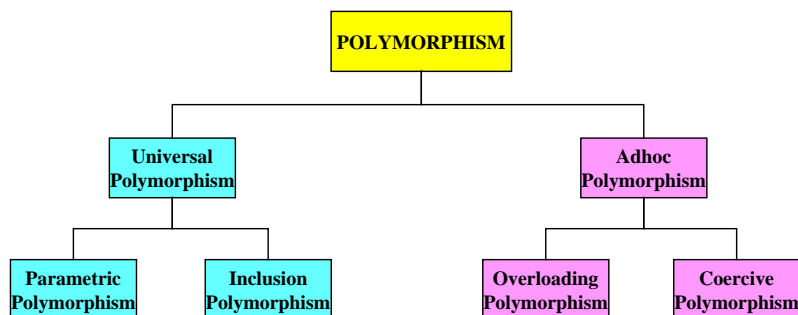 POLYMORPHISM
Universal
Polymorphism
Adhoc
Polymorphism
Parametric
Polymorphism
Inclusion
Polymorphism
Overloading
Polymorphism
Coercive
Polymorphism